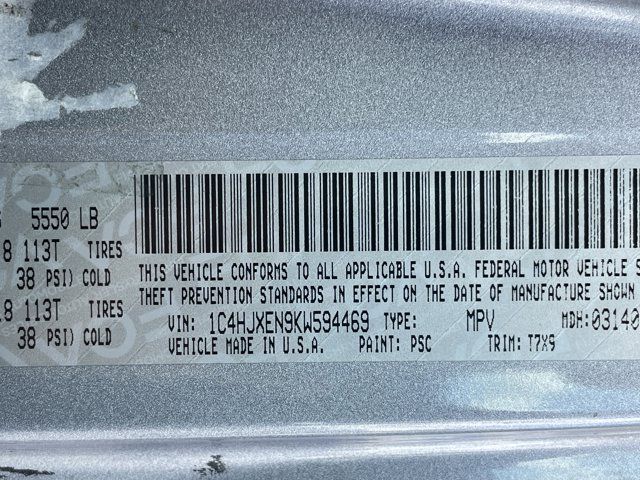 5550 LB
8 113T TIRES
38 PSI) COLD
THIS VEHICLE CONFORMS TO ALL APPLICABLE U.S.A. FEDERAL MOTOR VEHICLE S
.8 113T TIRES
THEFT PREVENTION STANDARDS IN EFFECT ON THE DATE OF MANUFACTURE SHOWN
38 PSI) COLD
VIN: 1C4HJXEN9KW594469 TYPE: MPV MDH: 03140
VEHICLE MADE IN U.S.A. PAINT: PSC TRIM: T7X9